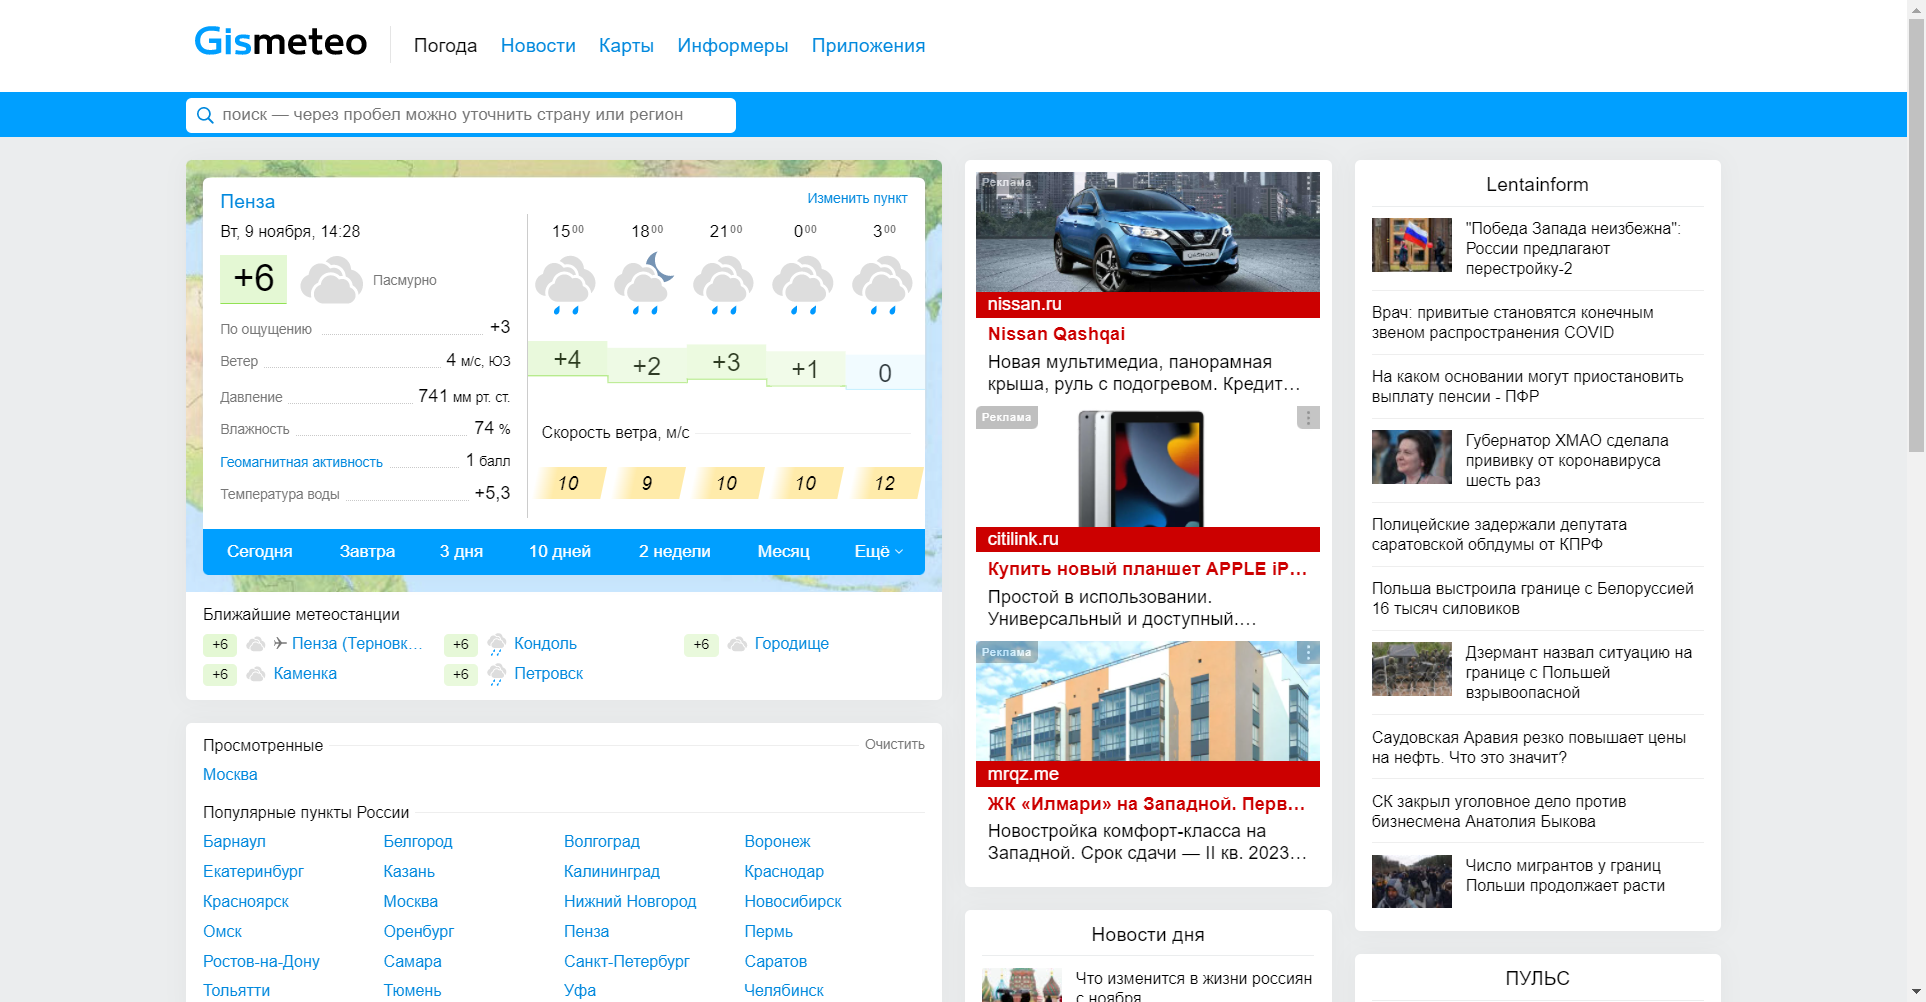 Gismeteo
Погода
Новости
Карты
Информеры
Приложения
поиск — через пробел можно уточнить страну или регион
Пенза
Изменить пункт
Вт, 9 ноября, 14:28
+6
Пасмурно
По ощущению +3
Ветер 4 м/с, ЮЗ
Давление 741 мм рт. ст.
Влажность 74 %
Геомагнитная активность 1 балл
Температура воды +5,3
15 00 18 00 21 00 0 00 3 00
+4 +2 +3 +1 0
Скорость ветра, м/с
10 9 10 10 12
Сегодня Завтра 3 дня 10 дней 2 недели Месяц Ещё
Ближайшие метеостанции
+6 Пенза (Терновк…
+6 Кондоль
+6 Городище
+6 Каменка
+6 Петровск
Просмотренные
Очистить
Москва
Популярные пункты России
Барнаул Белгород Волгоград Воронеж
Екатеринбург Казань Калининград Краснодар
Красноярск Москва Нижний Новгород Новосибирск
Омск Оренбург Пенза Пермь
Ростов-на-Дону Самара Санкт-Петербург Саратов
Тольятти Тюмень Уфа Челябинск
Реклама
QASHQAI
nissan.ru
Nissan Qashqai
Новая мультимедиа, панорамная
крыша, руль с подогревом. Кредит…
Реклама
citilink.ru
Купить новый планшет APPLE iP…
Простой в использовании.
Универсальный и доступный.…
Реклама
mrqz.me
ЖК «Илмари» на Западной. Перв…
Новостройка комфорт-класса на
Западной. Срок сдачи — II кв. 2023…
Новости дня
Что изменится в жизни россиян
с ноября
Lentainform
"Победа Запада неизбежна":
России предлагают
перестройку-2
Врач: привитые становятся конечным
звеном распространения COVID
На каком основании могут приостановить
выплату пенсии - ПФР
Губернатор ХМАО сделала
прививку от коронавируса
шесть раз
Полицейские задержали депутата
саратовской облдумы от КПРФ
Польша выстроила границе с Белоруссией
16 тысяч силовиков
Дзермант назвал ситуацию на
границе с Польшей
взрывоопасной
Саудовская Аравия резко повышает цены
на нефть. Что это значит?
СК закрыл уголовное дело против
бизнесмена Анатолия Быкова
Число мигрантов у границ
Польши продолжает расти
ПУЛЬС